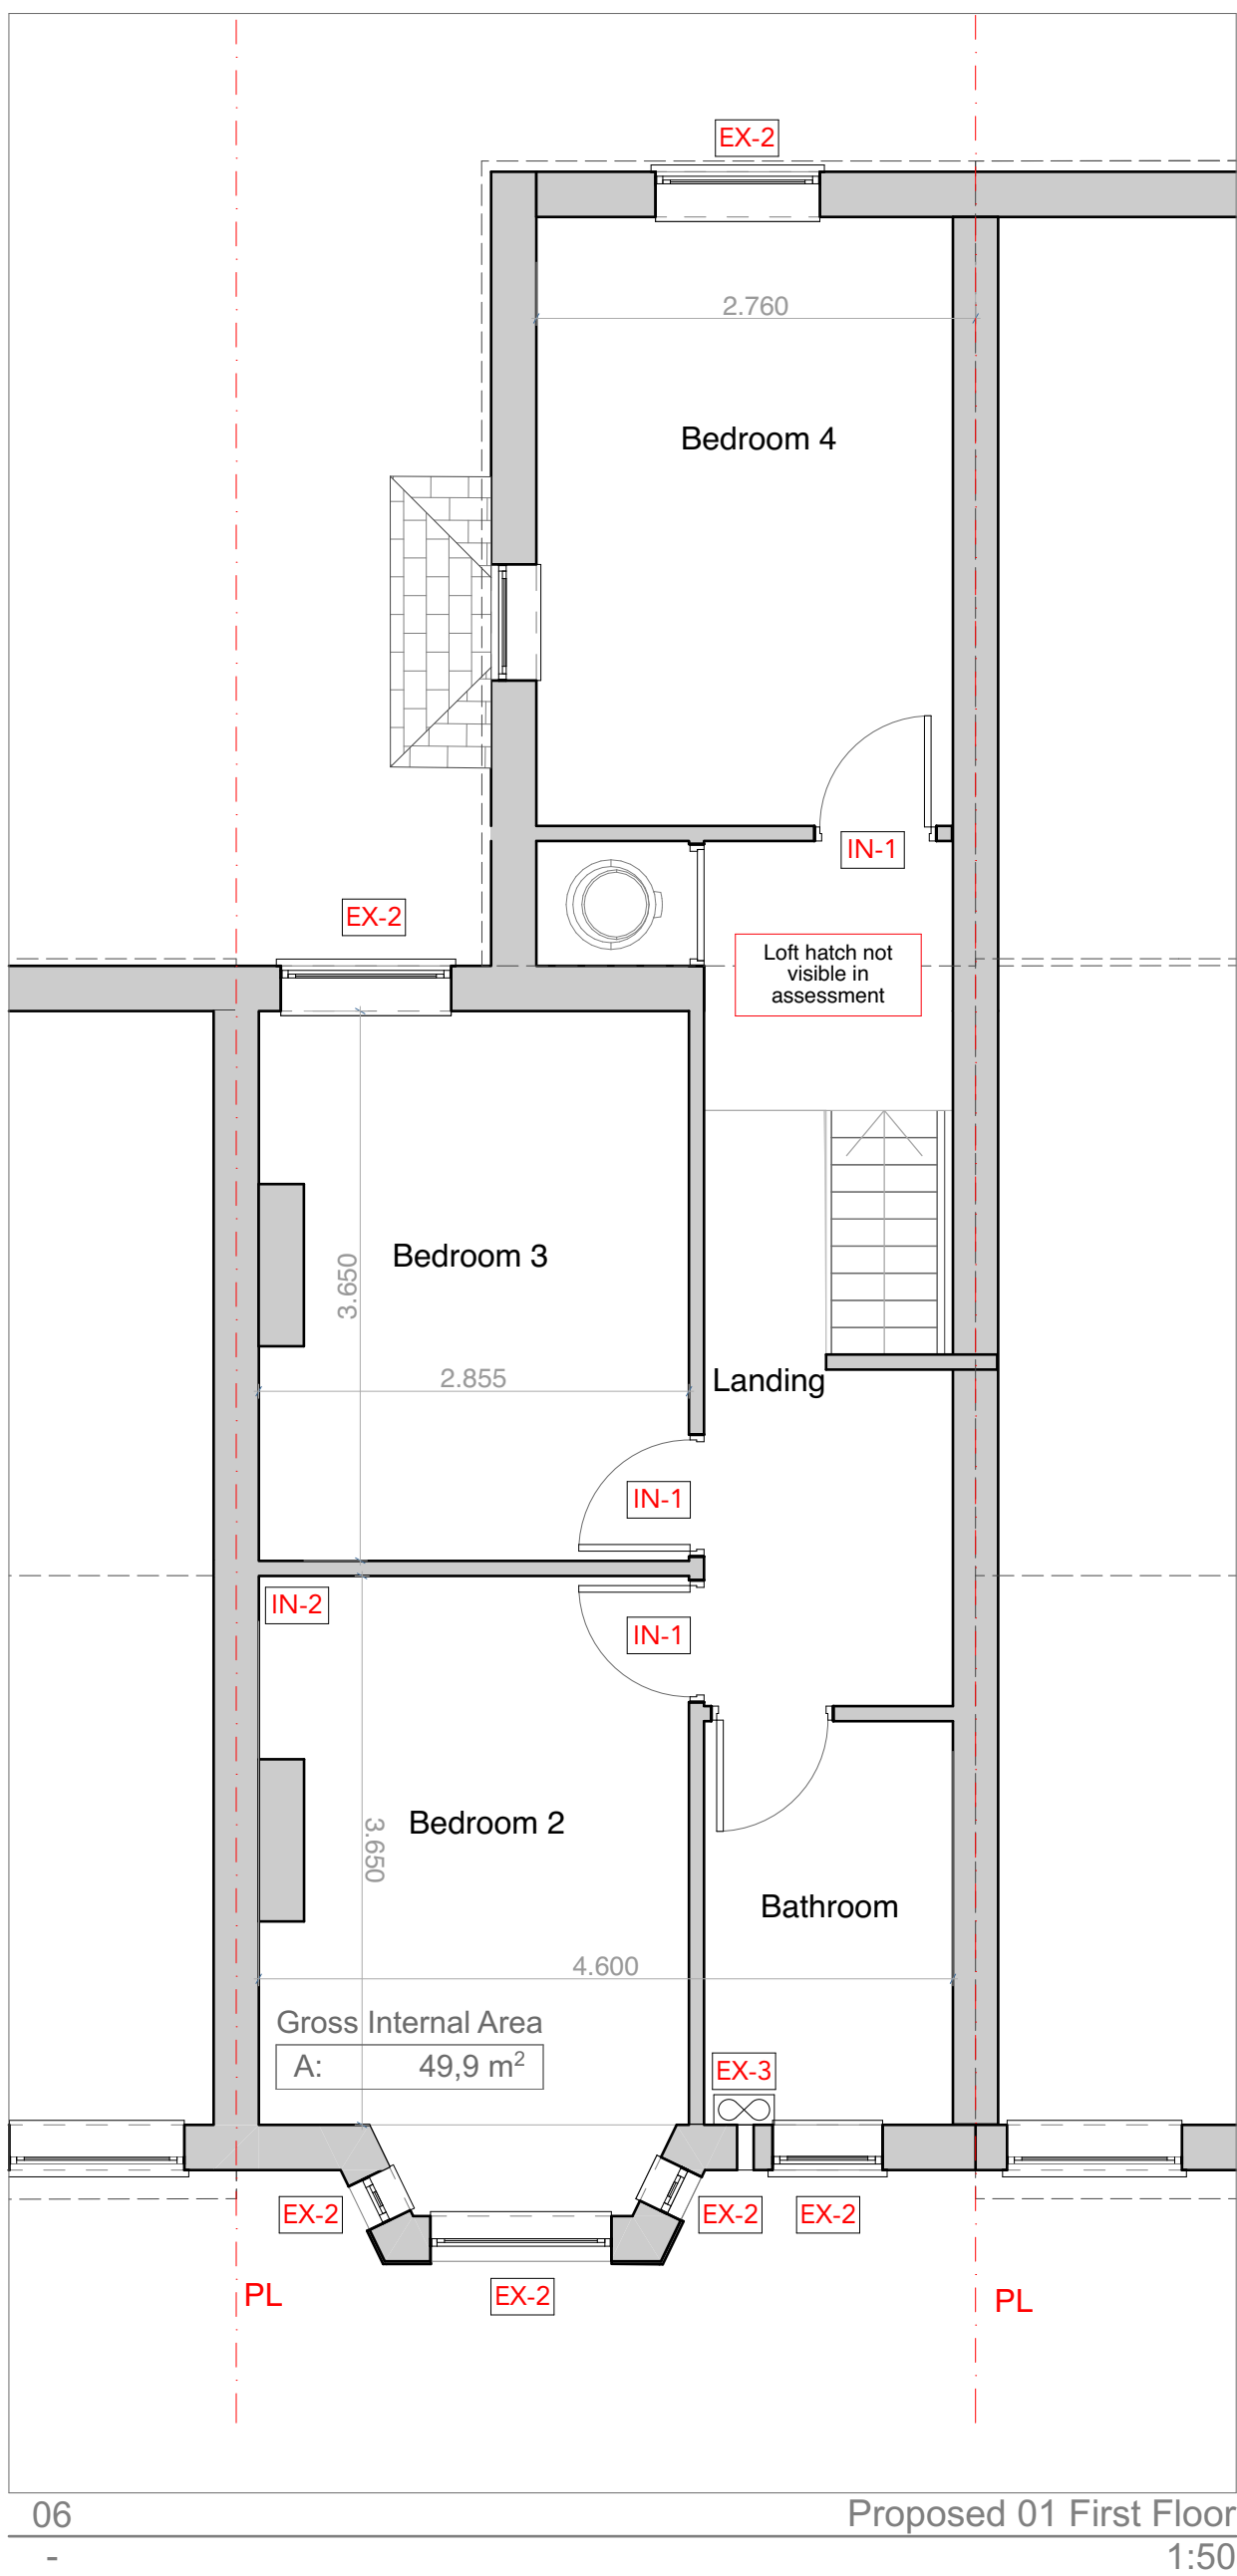 EX-2
2.760
Bedroom 4
IN-1
EX-2
Loft hatch not
visible in
assessment
Bedroom 3
3.650
2.855
Landing
IN-1
IN-2
IN-1
Bedroom 2
3.650
Bathroom
4.600
Gross Internal Area
A: 49,9 m²
EX-3
EX-2
EX-2
EX-2
EX-2
PL
PL
06
Proposed 01 First Floor
-
1:50